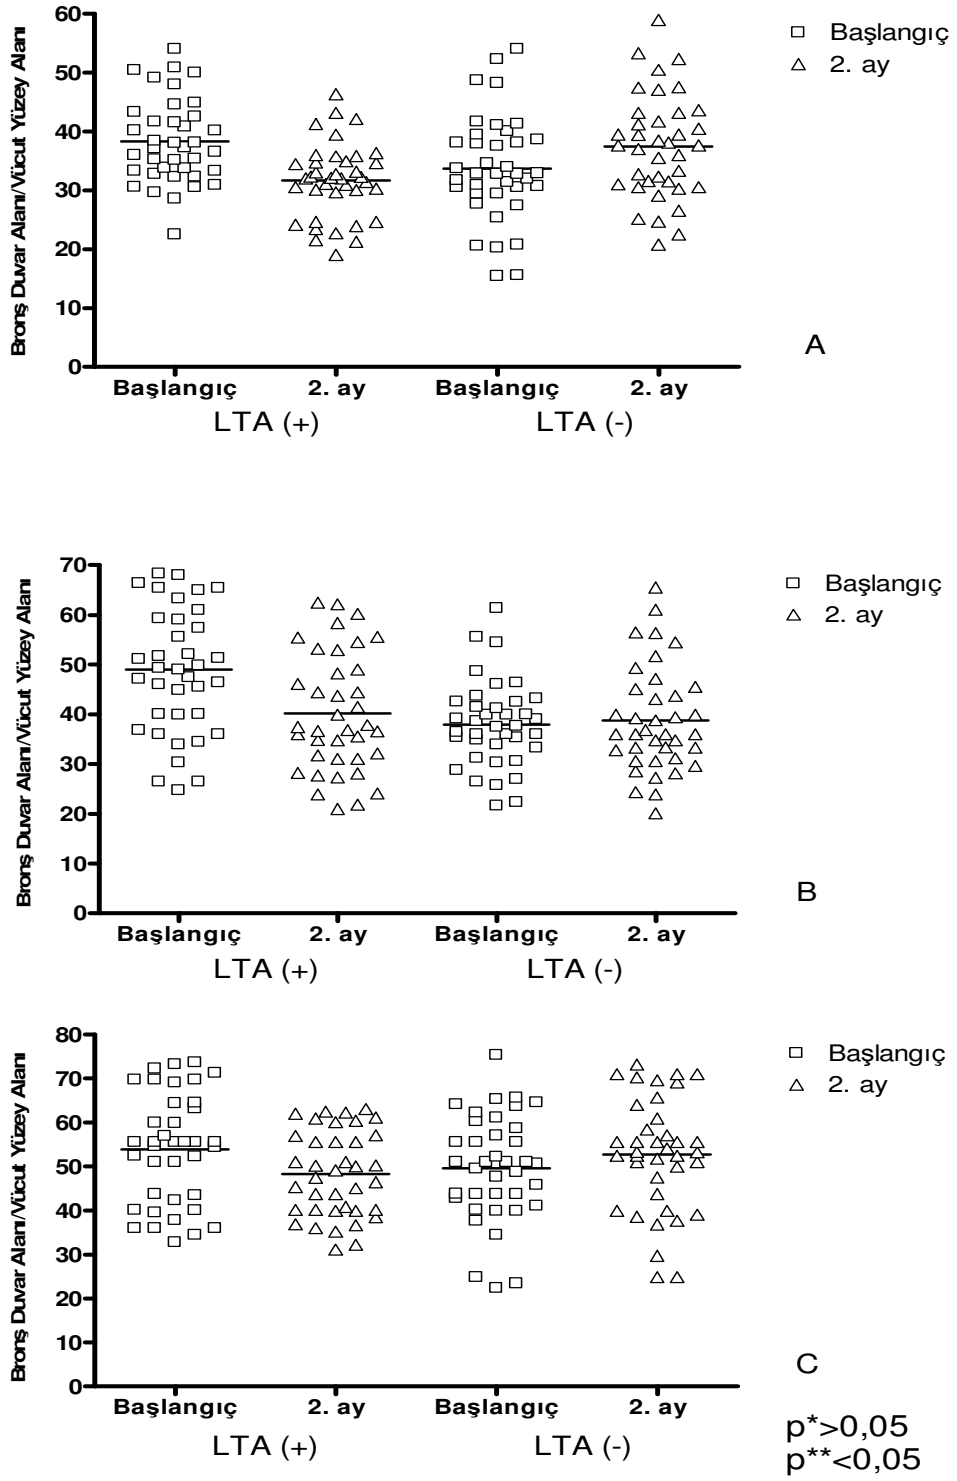 Bronş Duvar Alanı/Vücut Yüzey Alanı
60
50
40
30
20
10
0
Başlangıç 2. ay Başlangıç 2. ay
LTA (+) LTA (-)
Başlangıç
2. ay
A
Bronş Duvar Alanı/Vücut Yüzey Alanı
70
60
50
40
30
20
10
0
Başlangıç 2. ay Başlangıç 2. ay
LTA (+) LTA (-)
Başlangıç
2. ay
B
Bronş Duvar Alanı/Vücut Yüzey Alanı
80
70
60
50
40
30
20
10
0
Başlangıç 2. ay Başlangıç 2. ay
LTA (+) LTA (-)
Başlangıç
2. ay
C
p*>0,05
p**<0,05